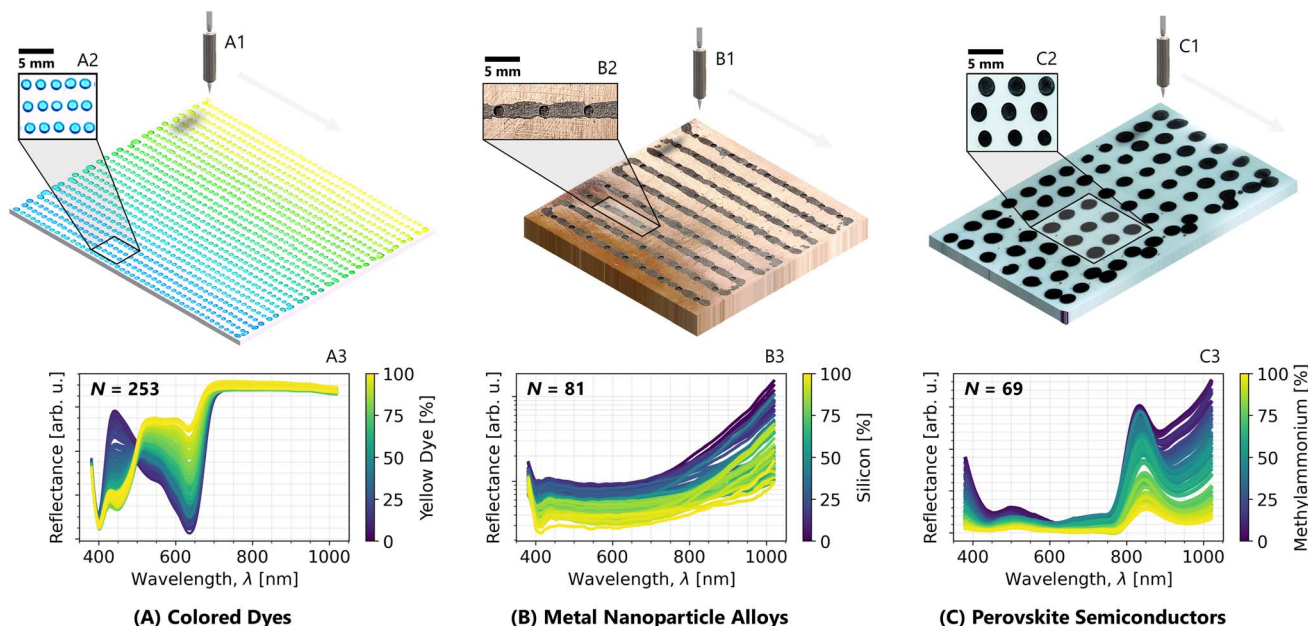 A1
A2
5 mm
B1
B2
5 mm
C1
C2
5 mm
A3
N = 253
Reflectance [arb. u.]
400 600 800 1000
Wavelength, λ [nm]
100
75
50
25
0
Yellow Dye [%]
(A) Colored Dyes
B3
N = 81
Reflectance [arb. u.]
400 600 800 1000
Wavelength, λ [nm]
100
75
50
25
0
Silicon [%]
(B) Metal Nanoparticle Alloys
C3
N = 69
Reflectance [arb. u.]
400 600 800 1000
Wavelength, λ [nm]
100
75
50
25
0
Methylammonium [%]
(C) Perovskite Semiconductors